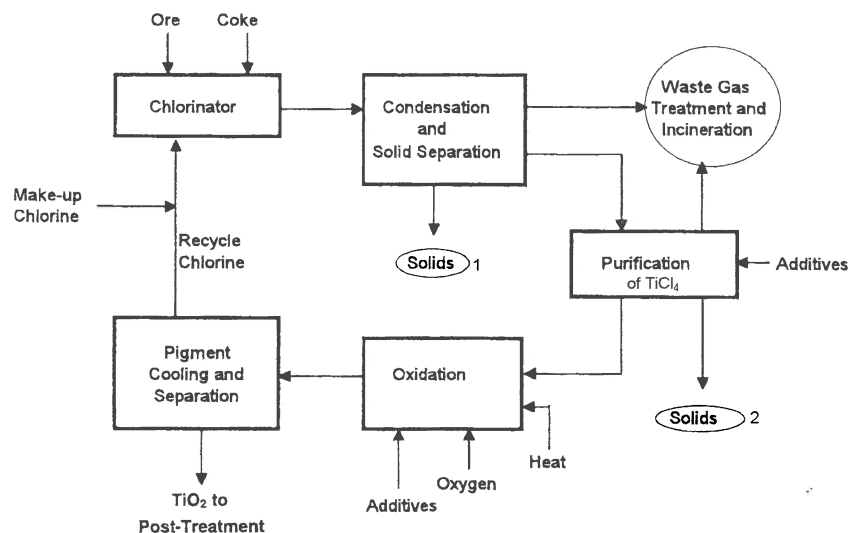 Ore
Coke
Chlorinator
Condensation
and
Solid Separation
Waste Gas
Treatment and
Incineration
Make-up
Chlorine
Recycle
Chlorine
Solids 1
Purification
of TiCl₄
Additives
Pigment
Cooling and
Separation
Oxidation
Solids 2
Heat
Oxygen
Additives
TiO₂ to
Post-Treatment